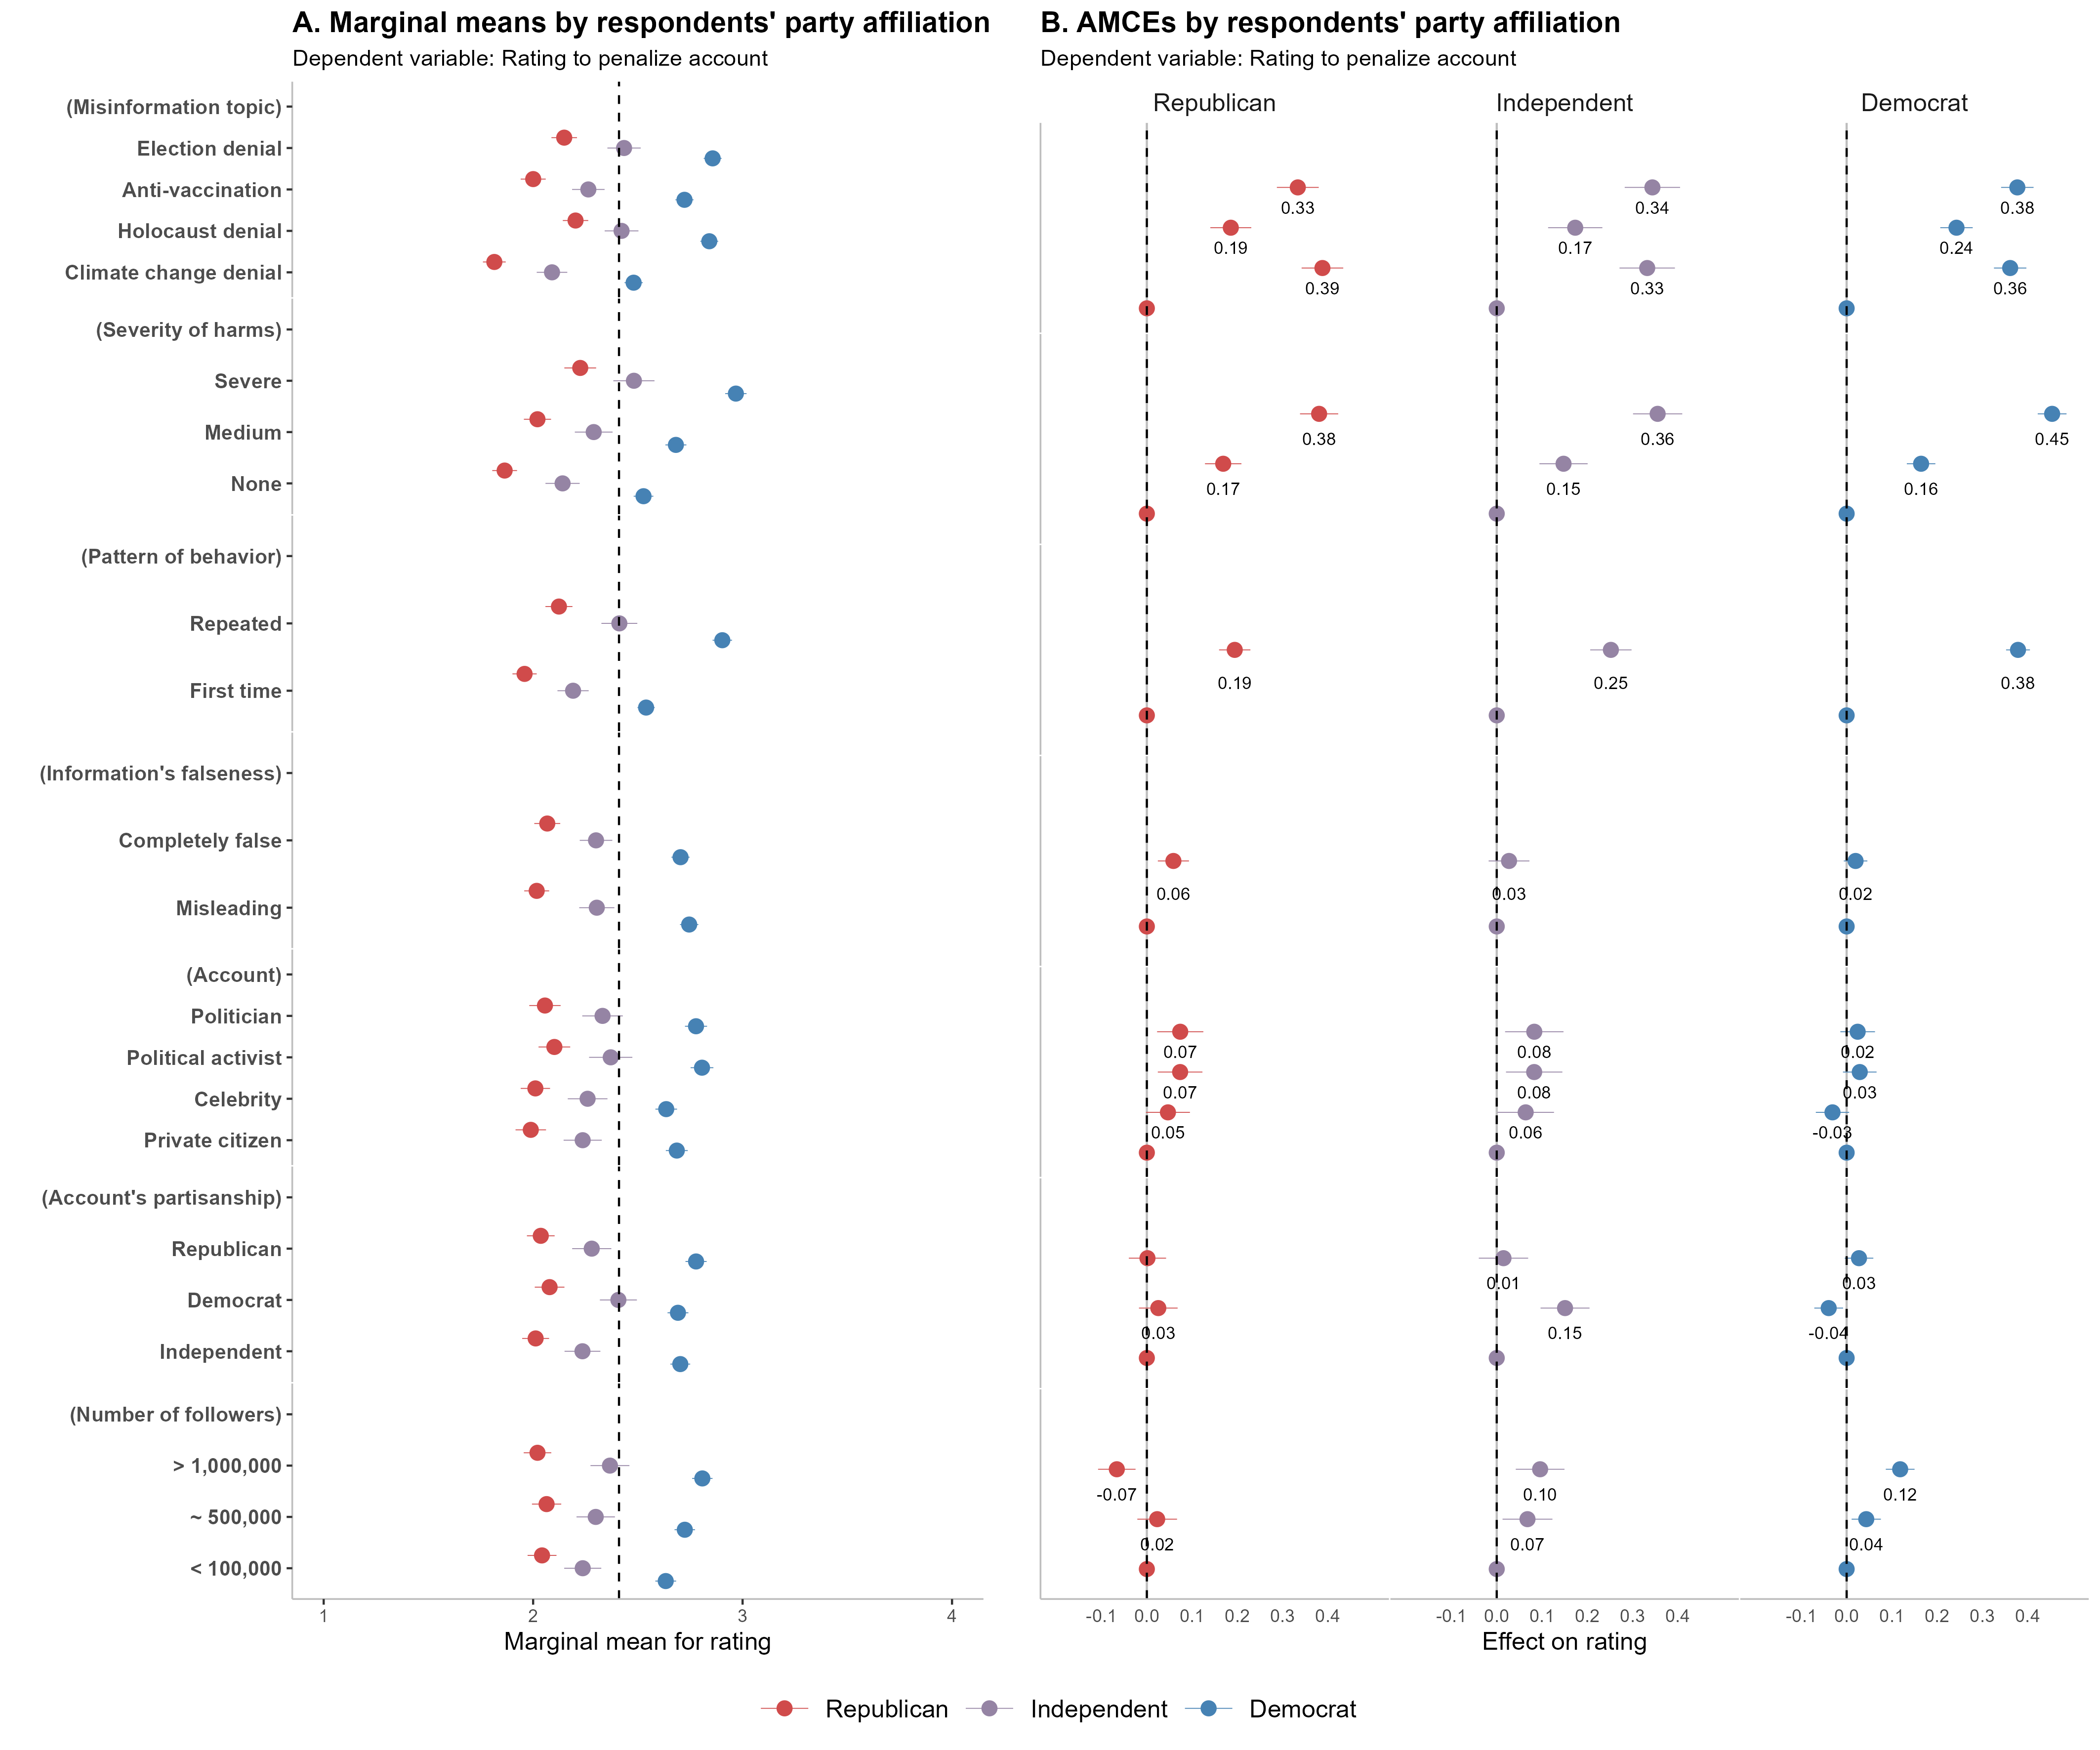 A. Marginal means by respondents' party affiliation
Dependent variable: Rating to penalize account
(Misinformation topic)
Election denial
Anti-vaccination
Holocaust denial
Climate change denial
(Severity of harms)
Severe
Medium
None
(Pattern of behavior)
Repeated
First time
(Information's falseness)
Completely false
Misleading
(Account)
Politician
Political activist
Celebrity
Private citizen
(Account's partisanship)
Republican
Democrat
Independent
(Number of followers)
> 1,000,000
~ 500,000
< 100,000
1 2 3 4
Marginal mean for rating
B. AMCEs by respondents' party affiliation
Dependent variable: Rating to penalize account
Republican Independent Democrat
0.33 0.34 0.38
0.19 0.17 0.24
0.39 0.33 0.36
0.38 0.36 0.45
0.17 0.15 0.16
0.19 0.25 0.38
0.06 0.03 0.02
0.07 0.08 0.02
0.07 0.08 0.03
0.05 0.06 -0.03
0.01 0.03
0.03 0.15 -0.04
-0.07 0.10 0.12
0.02 0.07 0.04
-0.1 0.0 0.1 0.2 0.3 0.4 -0.1 0.0 0.1 0.2 0.3 0.4 -0.1 0.0 0.1 0.2 0.3 0.4
Effect on rating
Republican Independent Democrat